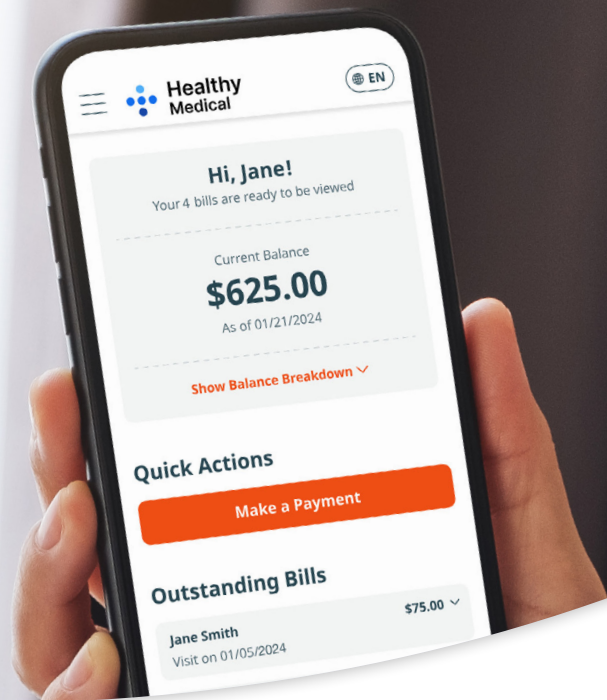 Healthy
Medical
EN
Hi, Jane!
Your 4 bills are ready to be viewed
Current Balance
$625.00
As of 01/21/2024
Show Balance Breakdown
Quick Actions
Make a Payment
Outstanding Bills
Jane Smith
$75.00
Visit on 01/05/2024